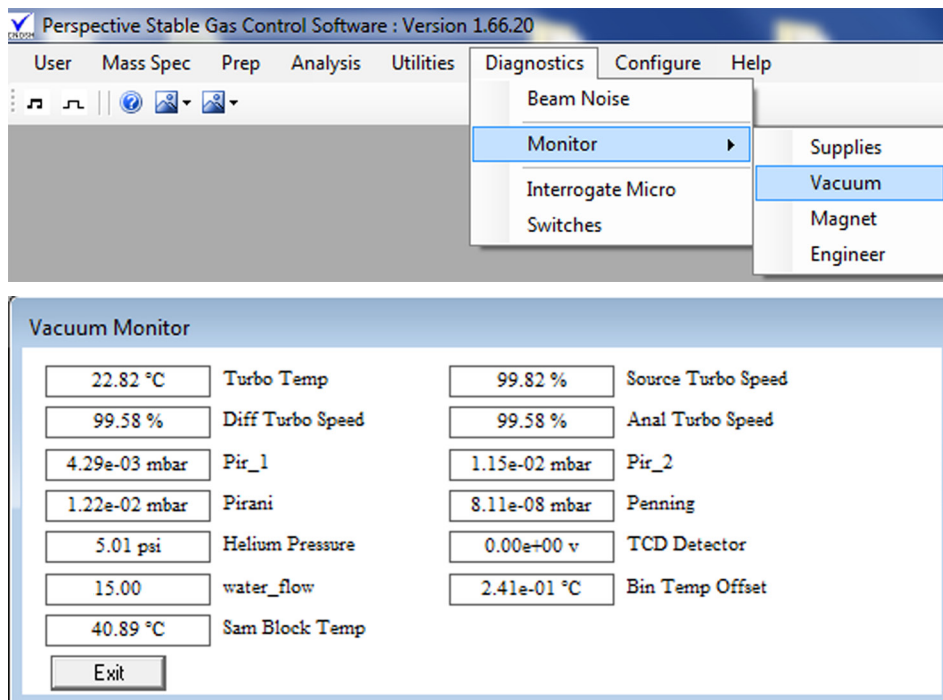 Perspective Stable Gas Control Software : Version 1.66.20
User Mass Spec Prep Analysis Utilities Diagnostics Configure Help
Beam Noise
Monitor
Supplies
Vacuum
Interrogate Micro
Magnet
Switches
Engineer
Vacuum Monitor
22.82 °C Turbo Temp 99.82 % Source Turbo Speed
99.58 % Diff Turbo Speed 99.58 % Anal Turbo Speed
4.29e-03 mbar Pir_1 1.15e-02 mbar Pir_2
1.22e-02 mbar Pirani 8.11e-08 mbar Penning
5.01 psi Helium Pressure 0.00e+00 v TCD Detector
15.00 water_flow 2.41e-01 °C Bin Temp Offset
40.89 °C Sam Block Temp
Exit